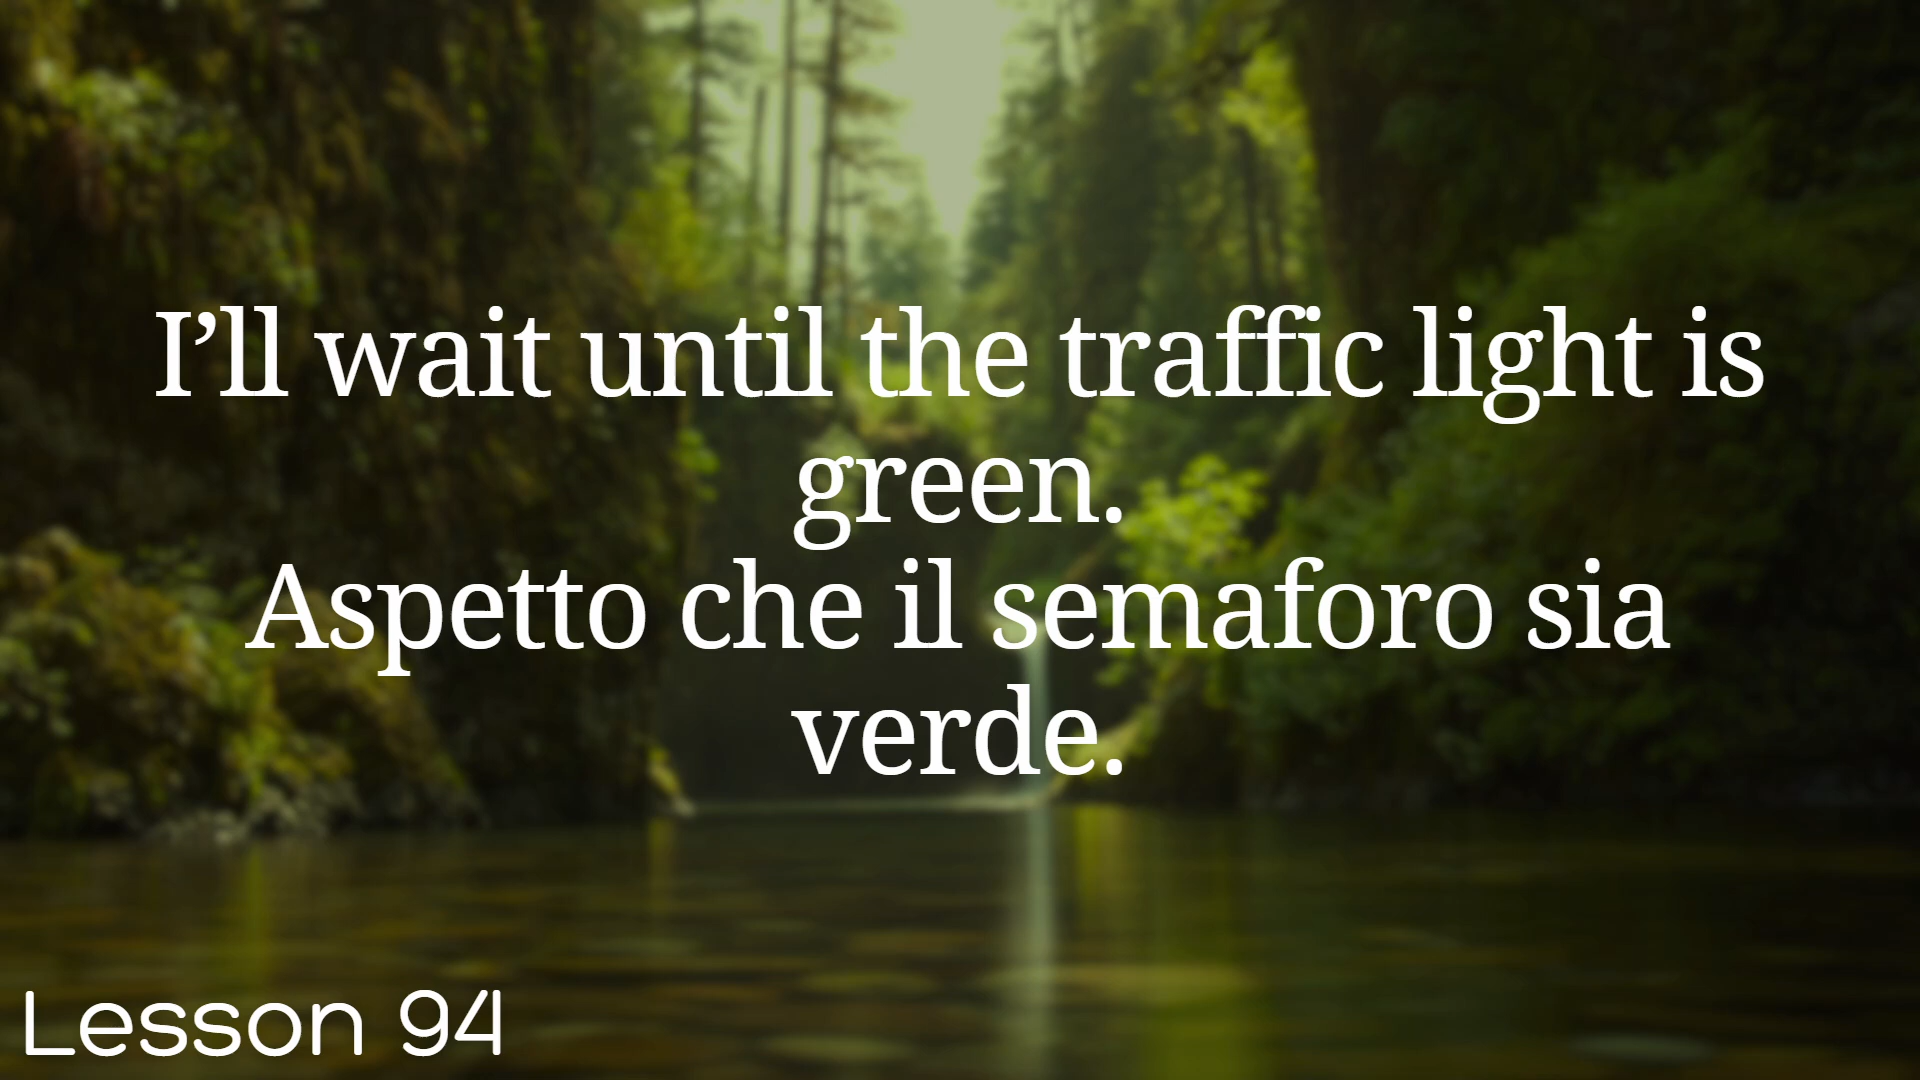 I’ll wait until the traffic light is
green.
Aspetto che il semaforo sia
verde.
Lesson 94